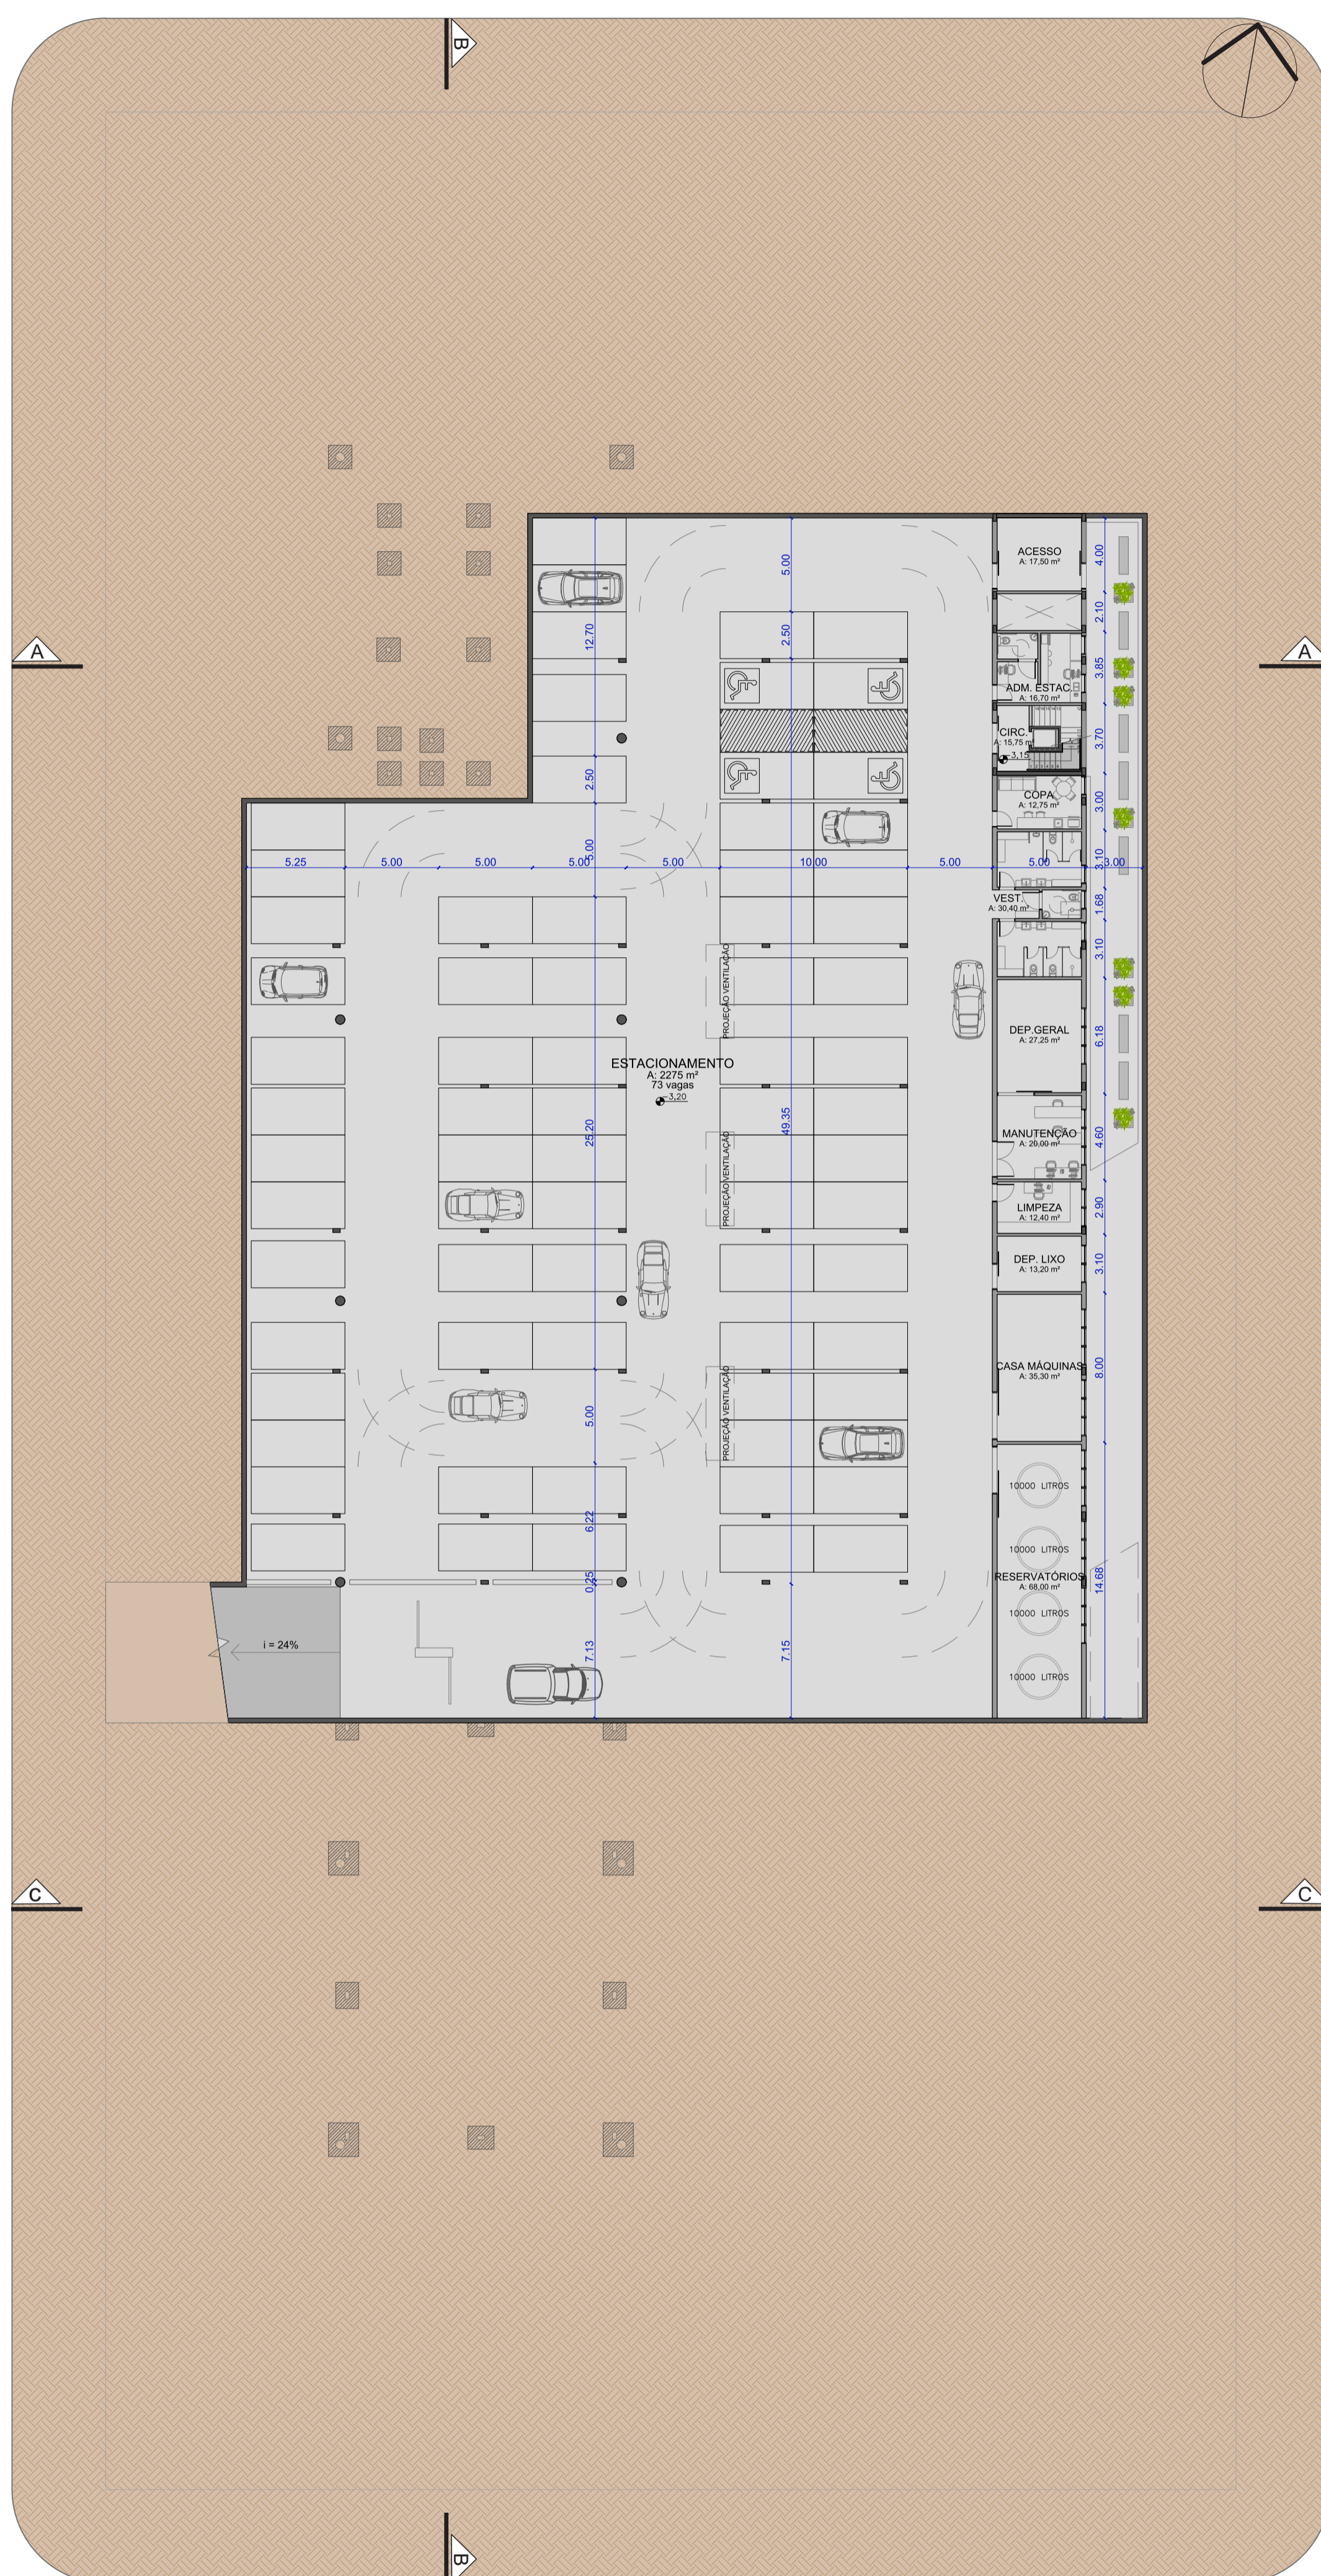 B
A
A
ACESSO
A: 17,50 m²
4.00
5.00
2.10
12.70
2.50
3.85
ADM. ESTAC.
A: 16,70 m²
CIRC.
A: 15,75 m²
-3,15
3.70
2.50
COPA
A: 12,75 m²
3.00
5.00
5.25
5.00
5.00
5.00
5.00
10.00
5.00
5.00
3.00
3.10
VEST.
A: 30,40 m²
1.68
3.10
PROJEÇÃO VENTILAÇÃO
DEP.GERAL
A: 27,25 m²
6.18
ESTACIONAMENTO
A: 2275 m²
73 vagas
-3,20
25.20
49.35
PROJEÇÃO VENTILAÇÃO
MANUTENÇÃO
A: 20,00 m²
4.60
LIMPEZA
A: 12,40 m²
2.90
DEP. LIXO
A: 13,20 m²
3.10
CASA MÁQUINAS
A: 35,30 m²
8.00
5.00
PROJEÇÃO VENTILAÇÃO
10000 LITROS
6.22
10000 LITROS
RESERVATÓRIOS
A: 68,00 m²
14.68
0.25
10000 LITROS
i = 24%
7.13
7.15
10000 LITROS
C
C
B